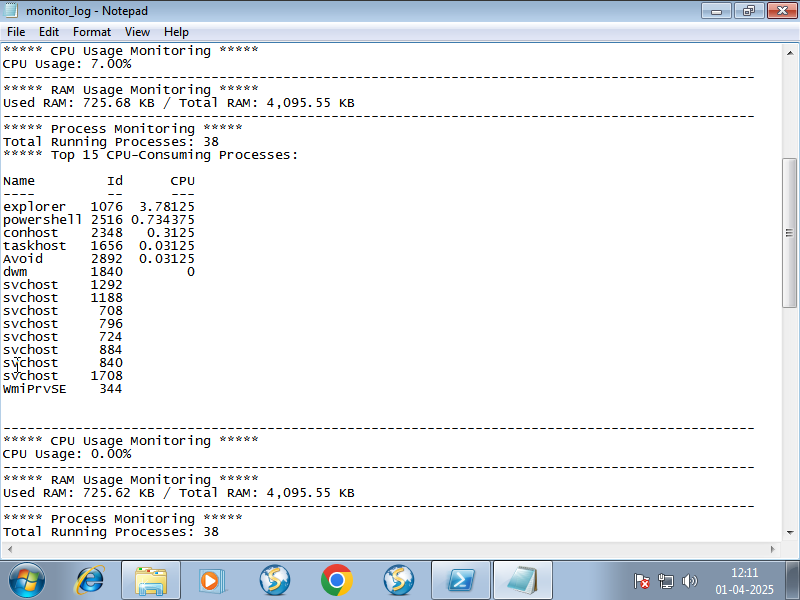 monitor_log - Notepad
File Edit Format View Help
***** CPU Usage Monitoring *****
CPU Usage: 7.00%
----------------------------------------------------------------------------------------------
***** RAM Usage Monitoring *****
Used RAM: 725.68 KB / Total RAM: 4,095.55 KB
----------------------------------------------------------------------------------------------
***** Process Monitoring *****
Total Running Processes: 38
***** Top 15 CPU-Consuming Processes:
Name Id CPU
---- -- ---
explorer 1076 3.78125
powershell 2516 0.734375
conhost 2348 0.3125
taskhost 1656 0.03125
Avoid 2892 0.03125
dwm 1840 0
svchost 1292
svchost 1188
svchost 708
svchost 796
svchost 724
svchost 884
svchost 840
svchost 1708
WmiPrvSE 344
----------------------------------------------------------------------------------------------
***** CPU Usage Monitoring *****
CPU Usage: 0.00%
----------------------------------------------------------------------------------------------
***** RAM Usage Monitoring *****
Used RAM: 725.62 KB / Total RAM: 4,095.55 KB
----------------------------------------------------------------------------------------------
***** Process Monitoring *****
Total Running Processes: 38
12:11
01-04-2025